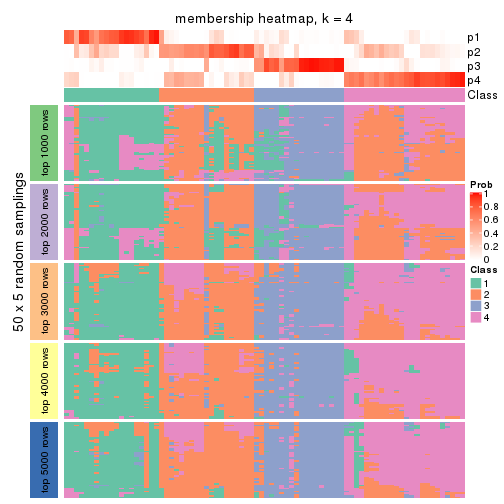 membership heatmap, k = 4
p1
p2
p3
p4
Class
50 x 5 random samplings
top 1000 rows
top 2000 rows
top 3000 rows
top 4000 rows
top 5000 rows
Prob
1
0.8
0.6
0.4
0.2
0
Class
1
2
3
4